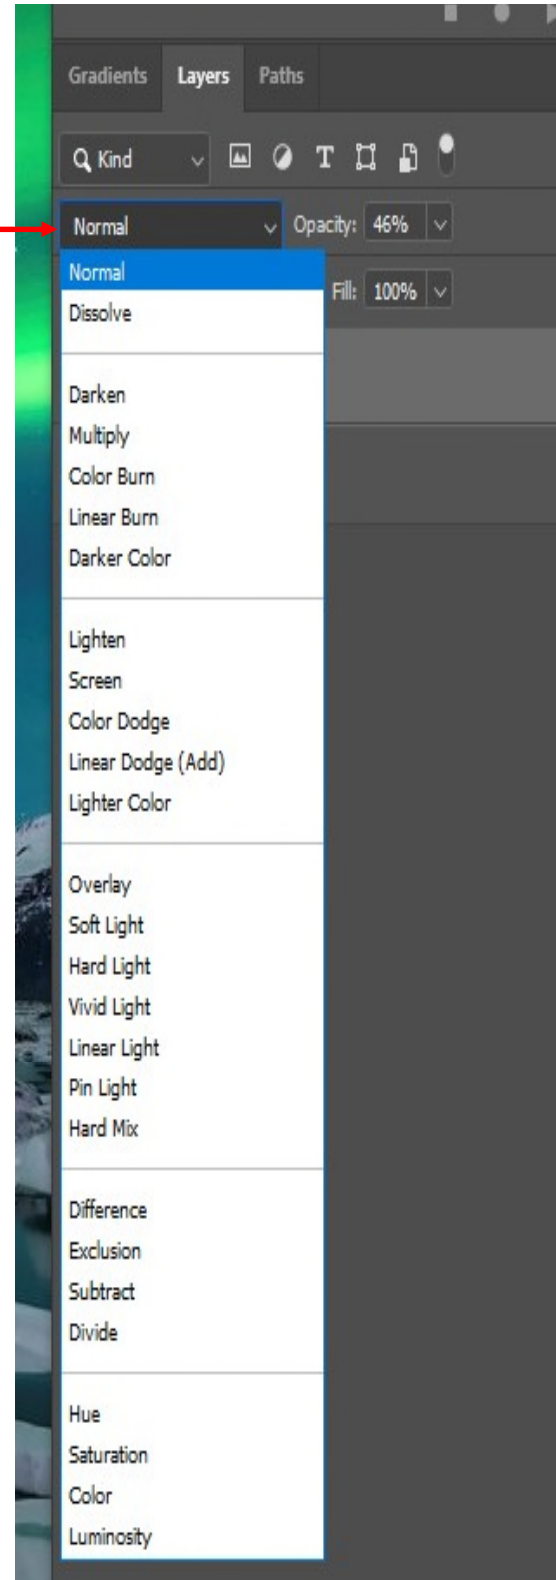 Gradients Layers Paths
Kind
Normal Opacity: 46%
Normal
Fill: 100%
Dissolve
Darken
Multiply
Color Burn
Linear Burn
Darker Color
Lighten
Screen
Color Dodge
Linear Dodge (Add)
Lighter Color
Overlay
Soft Light
Hard Light
Vivid Light
Linear Light
Pin Light
Hard Mix
Difference
Exclusion
Subtract
Divide
Hue
Saturation
Color
Luminosity